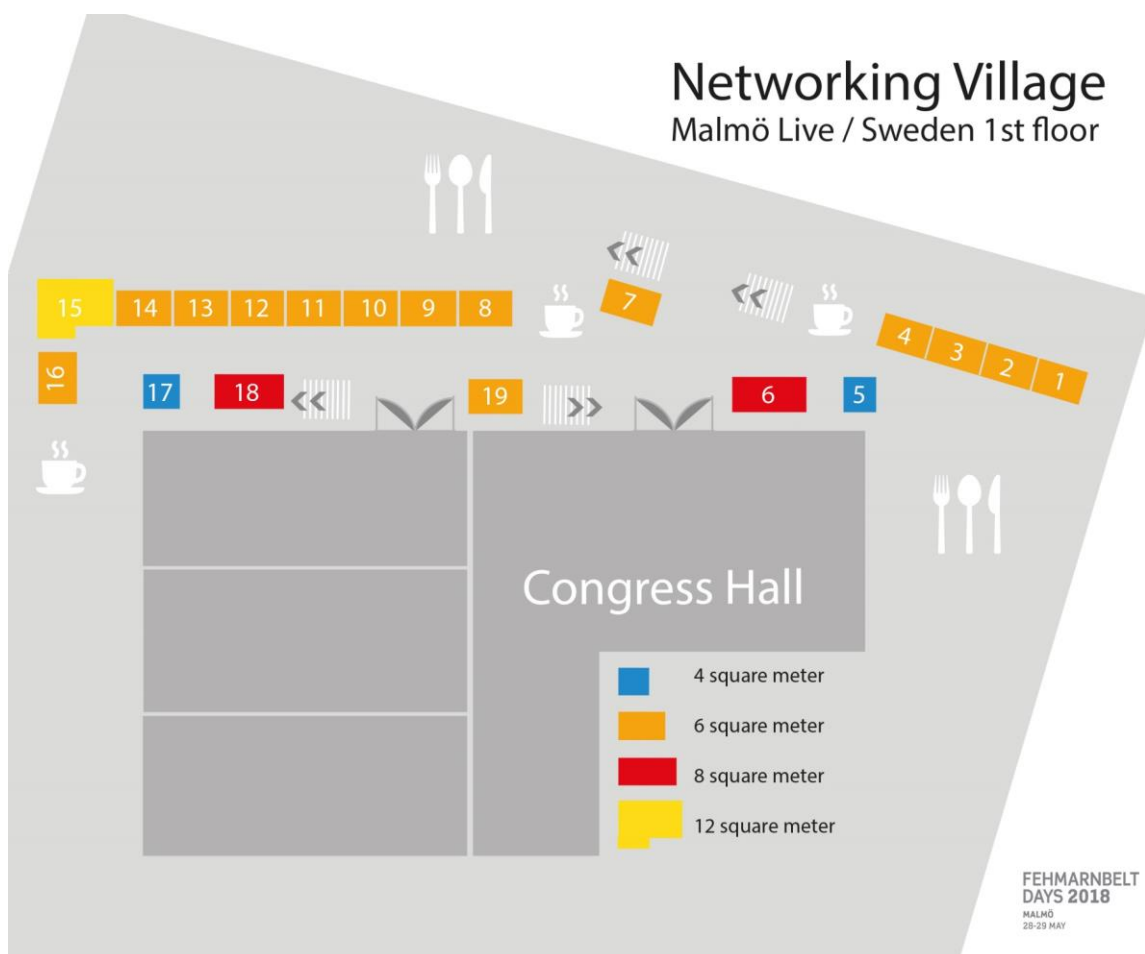 Networking Village
Malmö Live / Sweden 1st floor
15
14
13
12
11
10
9
8
7
4
3
2
1
16
17
18
19
6
5
Congress Hall
4 square meter
6 square meter
8 square meter
12 square meter
FEHMARNBELT
DAYS 2018
MALMÖ
28-29 MAY